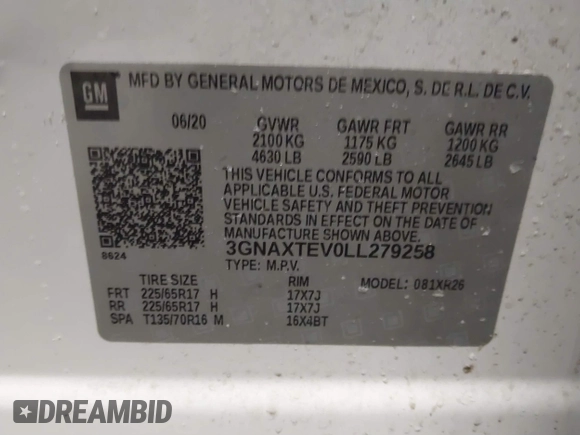 GM
MFD BY GENERAL MOTORS DE MEXICO, S. DE R.L. DE C.V.
06/20 GVWR GAWR FRT GAWR RR
2100 KG 1175 KG 1200 KG
4630 LB 2590 LB 2645 LB
THIS VEHICLE CONFORMS TO ALL
APPLICABLE U.S. FEDERAL MOTOR
VEHICLE SAFETY AND THEFT PREVENTION
STANDARDS IN EFFECT ON THE DATE OF
MANUFACTURE SHOWN ABOVE.
8624
3GNAXTEV0LL279258
TYPE: M.P.V.
TIRE SIZE RIM MODEL: 081XR26
FRT 225/65R17 H 17X7J
RR 225/65R17 H 17X7J
SPA T135/70R16 M 16X4BT
DREAMBID